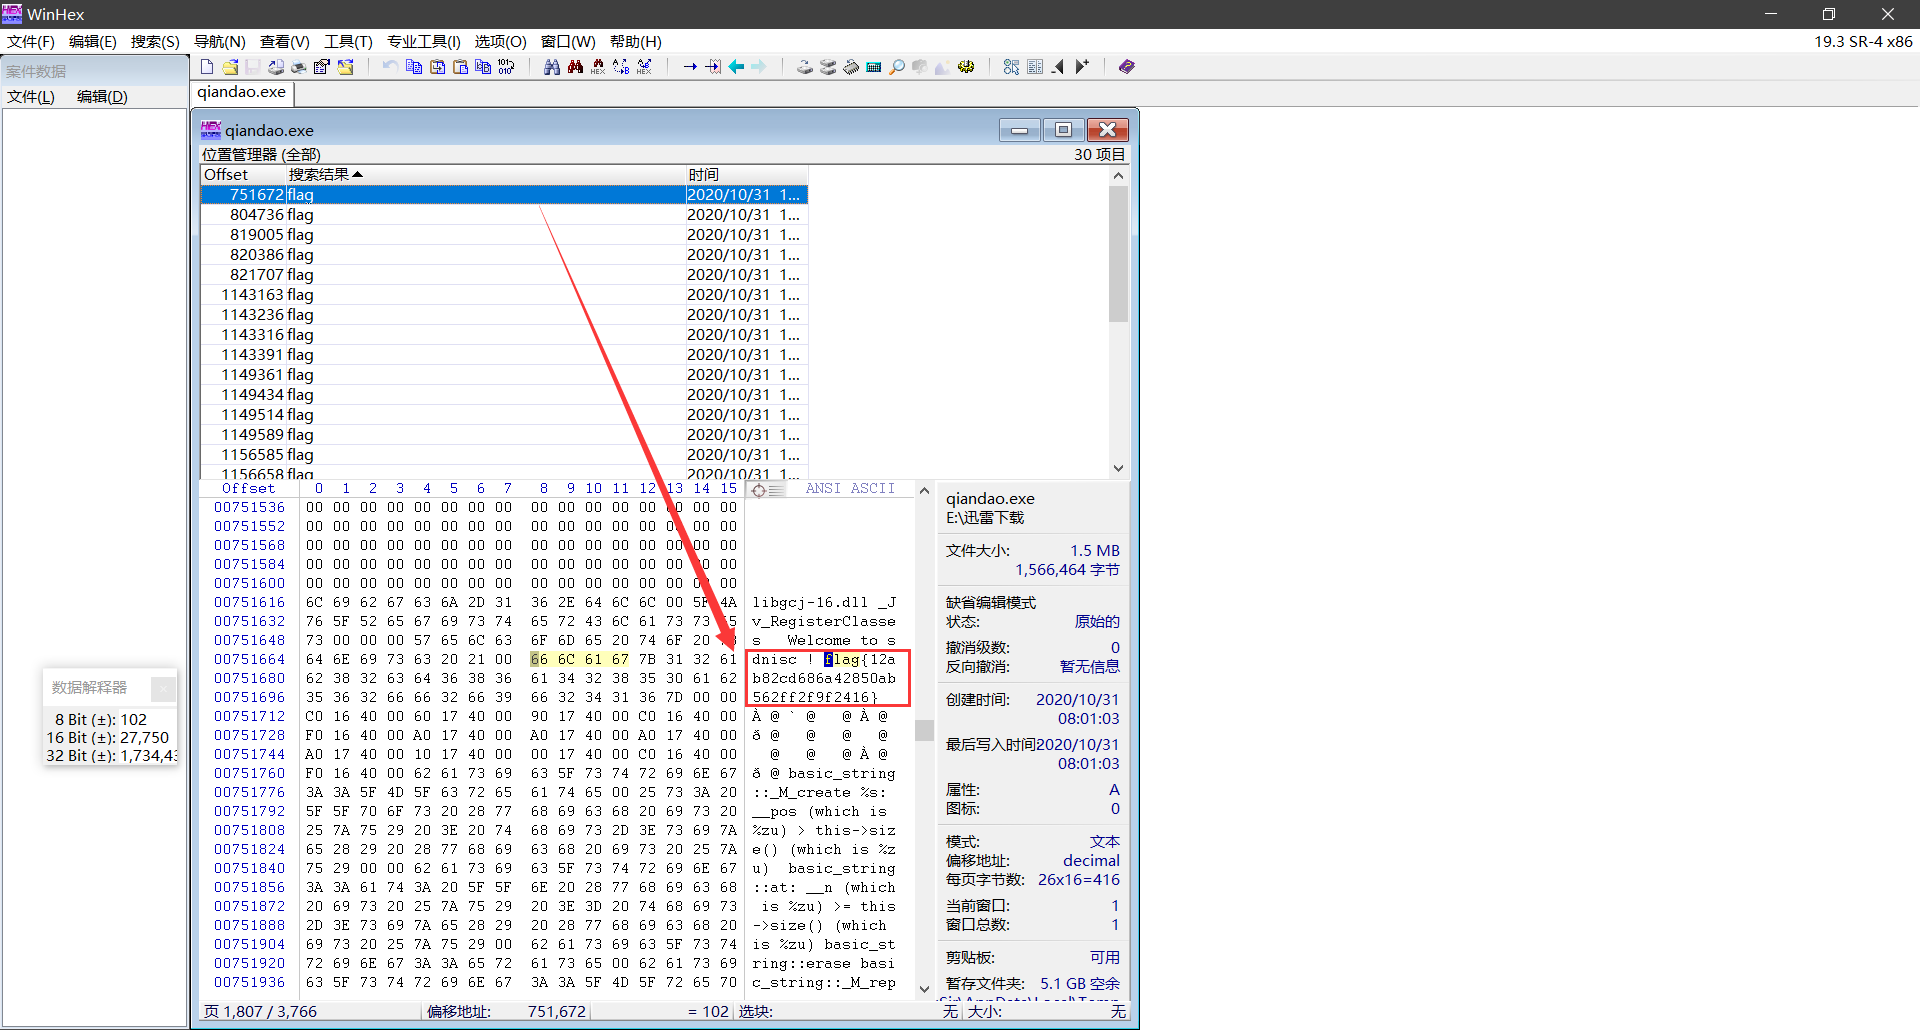 WinHex
文件(F) 编辑(E) 搜索(S) 导航(N) 查看(V) 工具(T) 专业工具(I) 选项(O) 窗口(W) 帮助(H) 19.3 SR-4 x86
案件数据
文件(L) 编辑(D)
qiandao.exe
qiandao.exe
位置管理器 (全部) 30 项目
Offset 搜索结果 时间
751672 flag 2020/10/31 1...
804736 flag 2020/10/31 1...
819005 flag 2020/10/31 1...
820386 flag 2020/10/31 1...
821707 flag 2020/10/31 1...
1143163 flag 2020/10/31 1...
1143236 flag 2020/10/31 1...
1143316 flag 2020/10/31 1...
1143391 flag 2020/10/31 1...
1149361 flag 2020/10/31 1...
1149434 flag 2020/10/31 1...
1149514 flag 2020/10/31 1...
1149589 flag 2020/10/31 1...
1156585 flag 2020/10/31 1...
1156658 flag 2020/10/31 1...
Offset 0 1 2 3 4 5 6 7 8 9 10 11 12 13 14 15 ANSI ASCII
00751536 00 00 00 00 00 00 00 00 00 00 00 00 00 00 00 00
00751552 00 00 00 00 00 00 00 00 00 00 00 00 00 00 00 00
00751568 00 00 00 00 00 00 00 00 00 00 00 00 00 00 00 00
00751584 00 00 00 00 00 00 00 00 00 00 00 00 00 00 00 00
00751600 00 00 00 00 00 00 00 00 00 00 00 00 00 00 00 00
00751616 6C 69 62 67 63 6A 2D 31 36 2E 64 6C 6C 00 5F 4A libgcj-16.dll _J
00751632 76 5F 52 65 67 69 73 74 65 72 43 6C 61 73 73 65 v_RegisterClasse
00751648 73 00 00 00 57 65 6C 63 6F 6D 65 20 74 6F 20 73 s Welcome to s
00751664 64 6E 69 73 63 20 21 00 66 6C 61 67 7B 31 32 61 dnisc ! flag{12a
00751680 62 38 32 63 64 36 38 36 61 34 32 38 35 30 61 62 b82cd686a42850ab
00751696 35 36 32 66 66 32 66 39 66 32 34 31 36 7D 00 00 562ff2f9f2416}
00751712 C0 16 40 00 60 17 40 00 90 17 40 00 C0 16 40 00 À @ ` @ @ À @
00751728 F0 16 40 00 A0 17 40 00 A0 17 40 00 A0 17 40 00 ð @ @ @ @
00751744 A0 17 40 00 10 17 40 00 00 17 40 00 C0 16 40 00 @ @ @ À @
00751760 F0 16 40 00 62 61 73 69 63 5F 73 74 72 69 6E 67 ð @ basic_string
00751776 3A 3A 5F 4D 5F 63 72 65 61 74 65 00 25 73 3A 20 ::_M_create %s:
00751792 5F 5F 70 6F 73 20 28 77 68 69 63 68 20 69 73 20 __pos (which is
00751808 25 7A 75 29 20 3E 20 74 68 69 73 2D 3E 73 69 7A %zu) > this->siz
00751824 65 28 29 20 28 77 68 69 63 68 20 69 73 20 25 7A e() (which is %z
00751840 75 29 00 00 62 61 73 69 63 5F 73 74 72 69 6E 67 u) basic_string
00751856 3A 3A 61 74 3A 20 5F 5F 6E 20 28 77 68 69 63 68 ::at: __n (which
00751872 20 69 73 20 25 7A 75 29 20 3E 3D 20 74 68 69 73 is %zu) >= this
00751888 2D 3E 73 69 7A 65 28 29 20 28 77 68 69 63 68 20 ->size() (which
00751904 69 73 20 25 7A 75 29 00 62 61 73 69 63 5F 73 74 is %zu) basic_st
00751920 72 69 6E 67 3A 3A 65 72 61 73 65 00 62 61 73 69 ring::erase basi
00751936 63 5F 73 74 72 69 6E 67 3A 3A 5F 4D 5F 72 65 70 c_string::_M_rep
qiandao.exe
E:\迅雷下载
文件大小: 1.5 MB
1,566,464 字节
缺省编辑模式
状态: 原始的
撤消级数: 0
反向撤消: 暂无信息
创建时间: 2020/10/31
08:01:03
最后写入时间 2020/10/31
08:01:03
属性: A
图标: 0
模式: 文本
偏移地址: decimal
每页字节数: 26x16=416
当前窗口: 1
窗口总数: 1
剪贴板: 可用
暂存文件夹: 5.1 GB 空余
数据解释器
8 Bit (±): 102
16 Bit (±): 27,750
32 Bit (±): 1,734,43
页 1,807 / 3,766 偏移地址: 751,672 = 102 选块: 无 大小: 无